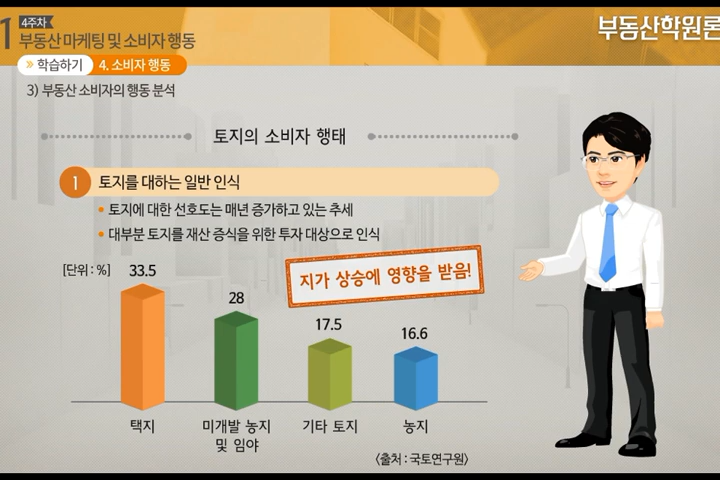 1
4주차
부동산 마케팅 및 소비자 행동
부동산학원론
» 학습하기
4. 소비자 행동
3) 부동산 소비자의 행동 분석
토지의 소비자 행태
1 토지를 대하는 일반 인식
• 토지에 대한 선호도는 매년 증가하고 있는 추세
• 대부분 토지를 재산 증식을 위한 투자 대상으로 인식
지가 상승에 영향을 받음!
[단위 : %]
33.5
28
17.5
16.6
택지
미개발 농지
및 임야
기타 토지
농지
<출처 : 국토연구원>